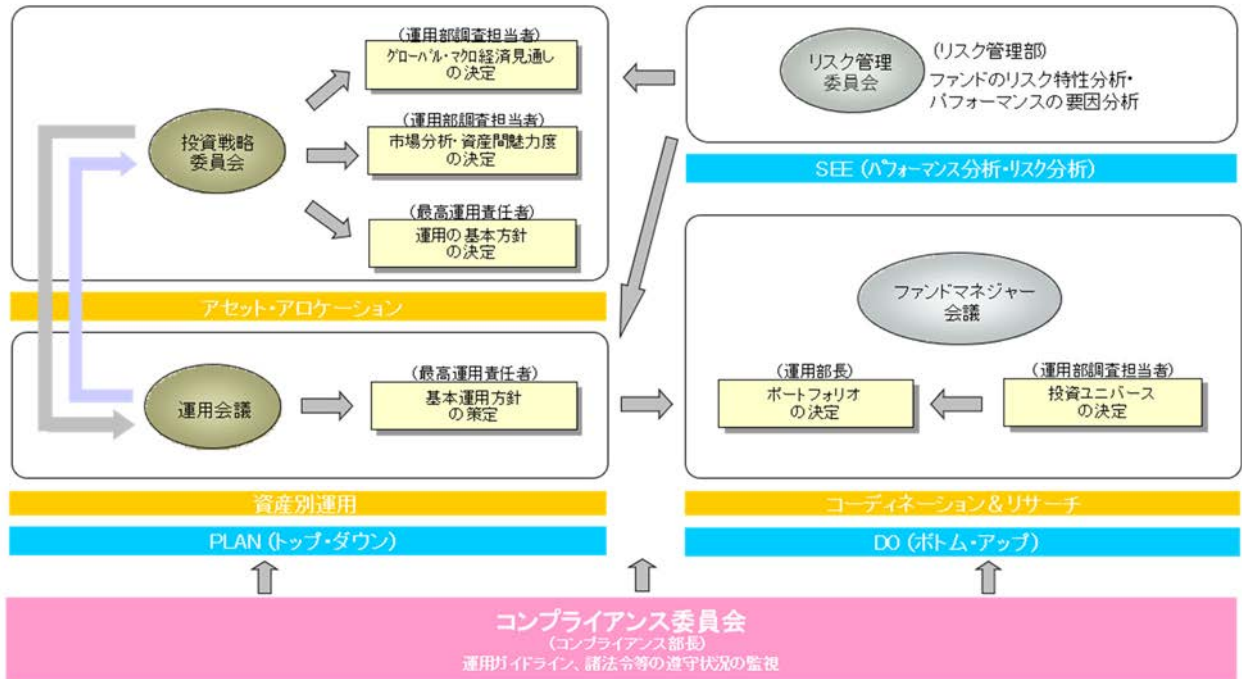 (運用部調査担当者)
グローバル・マクロ経済見通し
の決定
投資戦略
委員会
(運用部調査担当者)
市場分析・資産間魅力度
の決定
(最高運用責任者)
運用の基本方針
の決定
アセット・アロケーション
リスク管理
委員会
(リスク管理部)
ファンドのリスク特性分析・
パフォーマンスの要因分析
SEE (パフォーマンス分析・リスク分析)
運用会議
(最高運用責任者)
基本運用方針
の策定
資産別運用
PLAN (トップ・ダウン)
ファンドマネジャー
会議
(運用部長)
ポートフォリオ
の決定
(運用部調査担当者)
投資ユニバース
の決定
コーディネーション&リサーチ
DO (ボトム・アップ)
コンプライアンス委員会
(コンプライアンス部長)
運用ガイドライン、諸法令等の遵守状況の監視